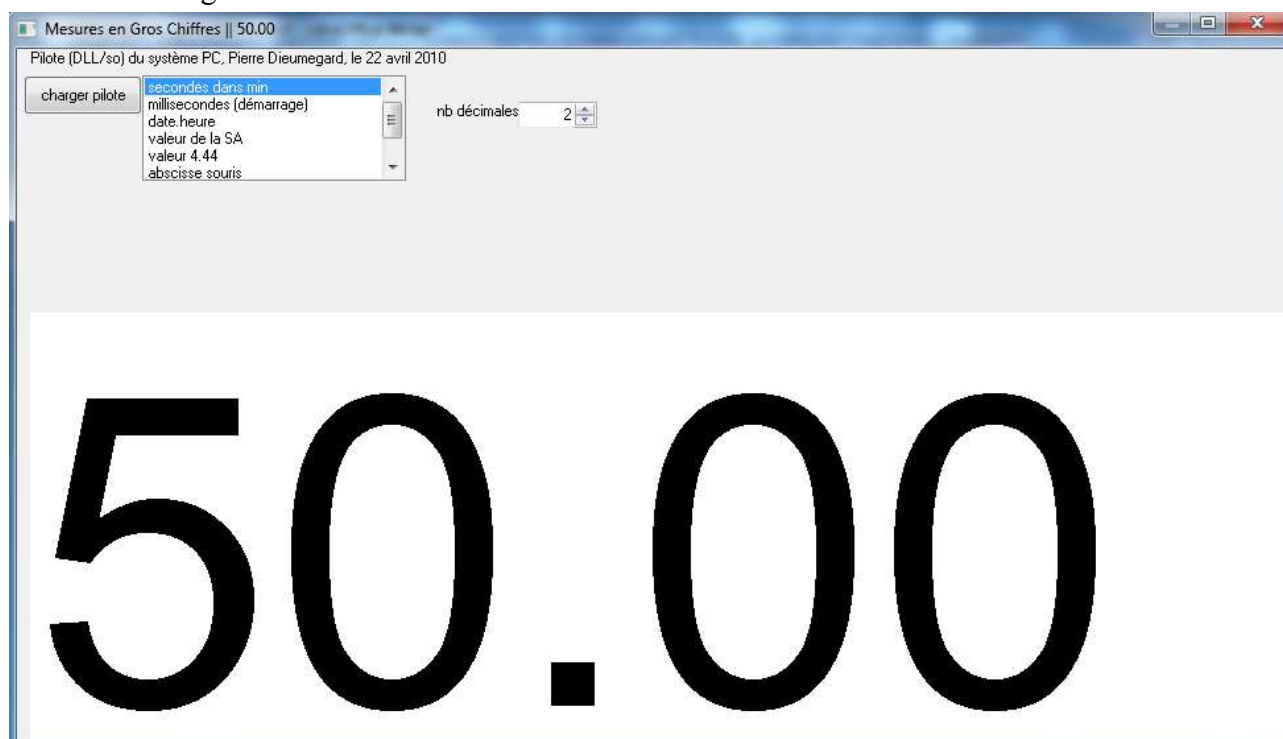 Mesures en Gros Chiffres || 50.00
Pilote (DLL/so) du système PC, Pierre Dieumegard, le 22 avril 2010
charger pilote
secondes dans min
millisecondes (démarrage)
date.heure
valeur de la SA
valeur 4.44
abscisse souris
nb décimales 2
50.00